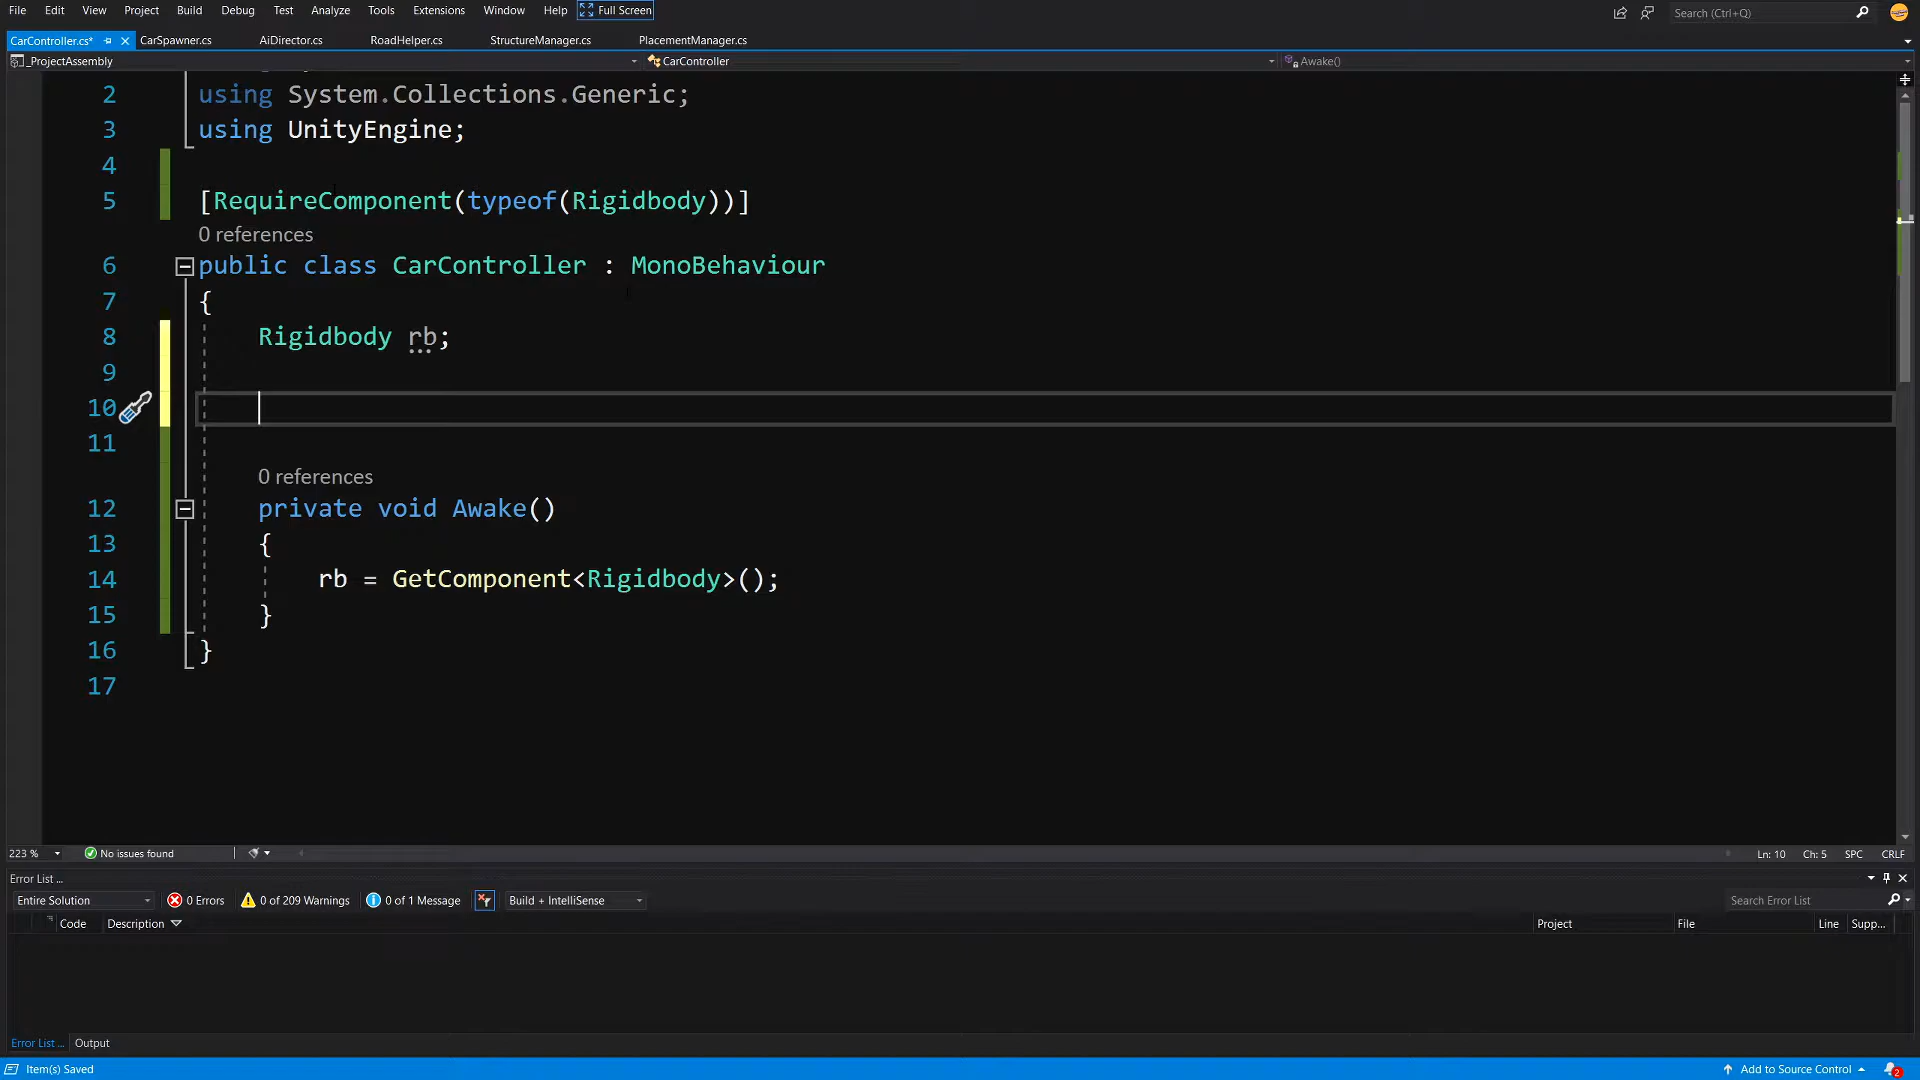 File Edit View Project Build Debug Test Analyze Tools Extensions Window Help Full Screen Search (Ctrl+Q)
CarController.cs* CarSpawner.cs AiDirector.cs RoadHelper.cs StructureManager.cs PlacementManager.cs
_ProjectAssembly CarController Awake()
2 using System.Collections.Generic;
3 using UnityEngine;
4
5 [RequireComponent(typeof(Rigidbody))]
0 references
6 public class CarController : MonoBehaviour
7 {
8 Rigidbody rb;
9
10
11
0 references
12 private void Awake()
13 {
14 rb = GetComponent<Rigidbody>();
15 }
16 }
17
223 % No issues found Ln: 10 Ch: 5 SPC CRLF
Error List ...
Entire Solution 0 Errors 0 of 209 Warnings 0 of 1 Message Build + IntelliSense Search Error List
Code Description Project File Line Supp...
Error List ... Output
Item(s) Saved Add to Source Control 2